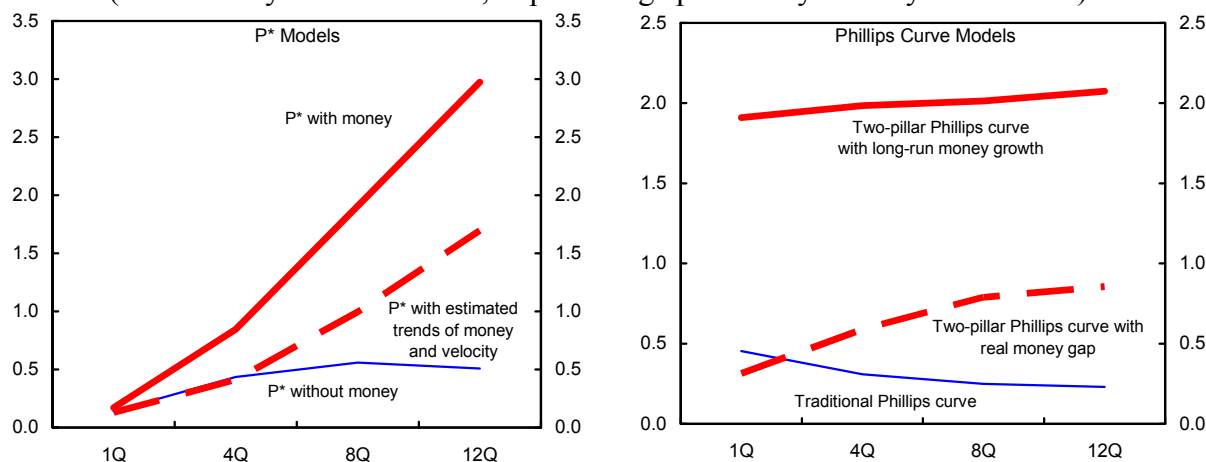 P* Models
3.5
3.0
2.5
2.0
1.5
1.0
0.5
0.0
3.5
3.0
2.5
2.0
1.5
1.0
0.5
0.0
P* with money
P* with estimated
trends of money
and velocity
P* without money
1Q 4Q 8Q 12Q
Phillips Curve Models
2.5
2.0
1.5
1.0
0.5
0.0
2.5
2.0
1.5
1.0
0.5
0.0
Two-pillar Phillips curve
with long-run money growth
Two-pillar Phillips curve with
real money gap
Traditional Phillips curve
1Q 4Q 8Q 12Q